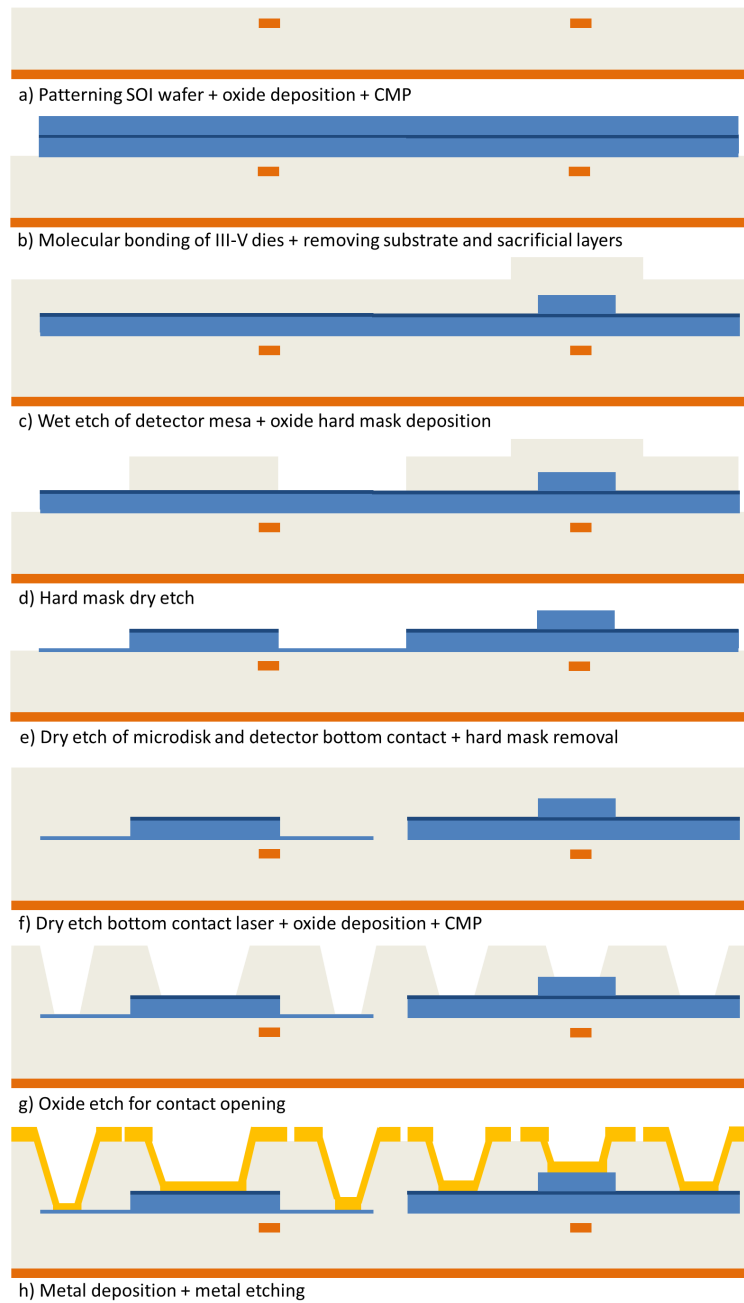 a) Patterning SOI wafer + oxide deposition + CMP
b) Molecular bonding of III-V dies + removing substrate and sacrificial layers
c) Wet etch of detector mesa + oxide hard mask deposition
d) Hard mask dry etch
e) Dry etch of microdisk and detector bottom contact + hard mask removal
f) Dry etch bottom contact laser + oxide deposition + CMP
g) Oxide etch for contact opening
h) Metal deposition + metal etching